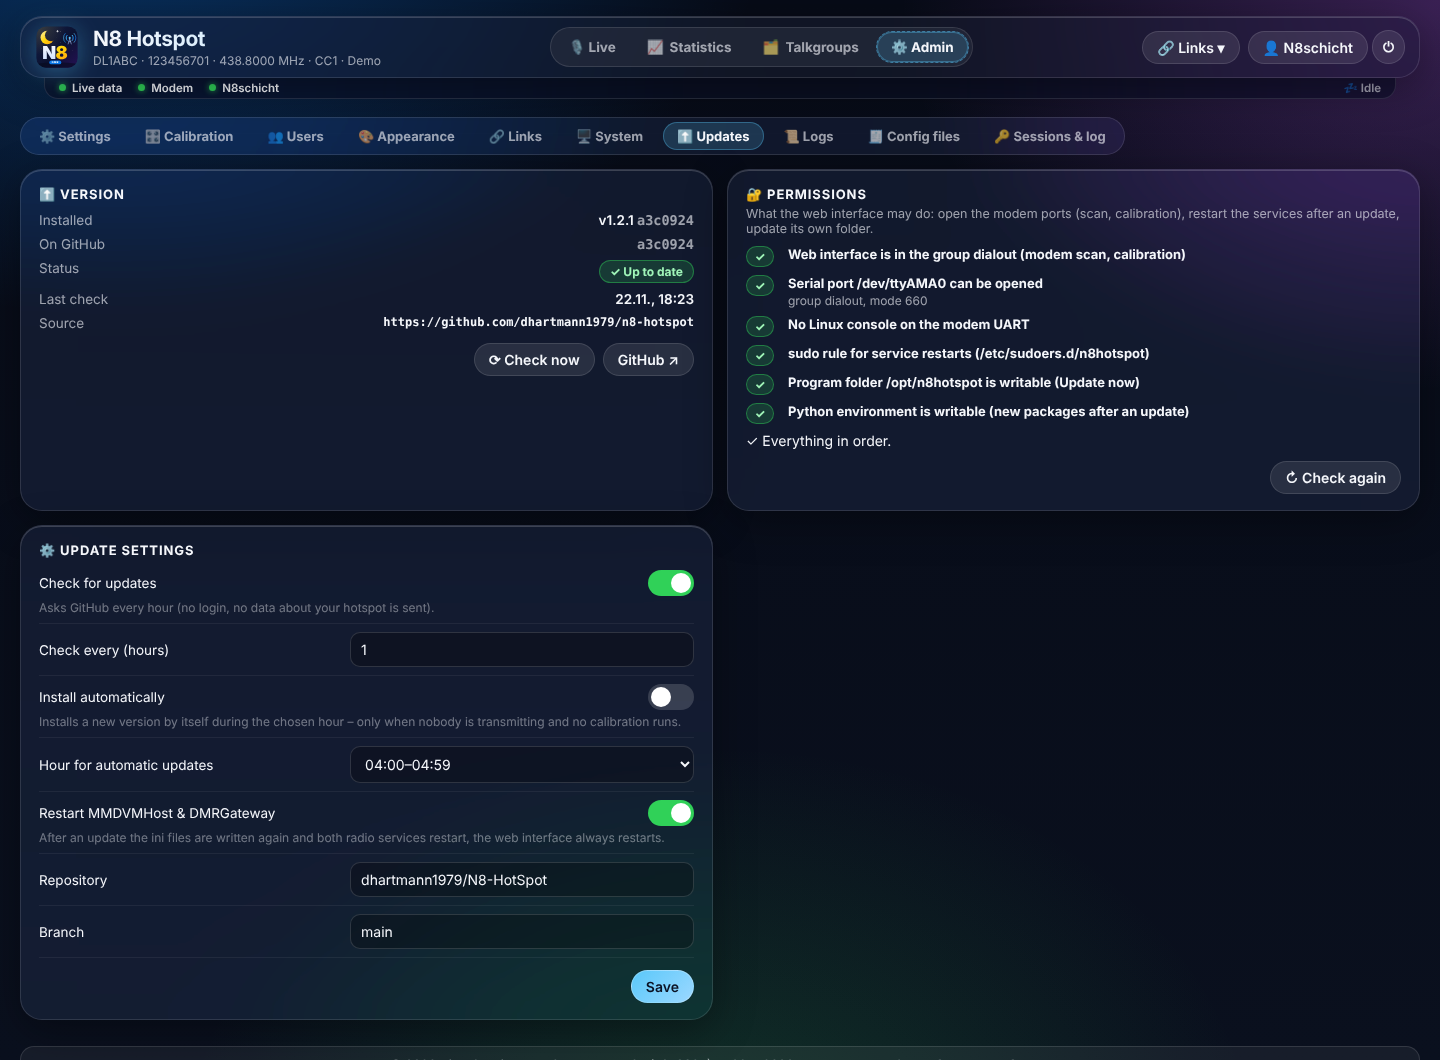 N8 Hotspot
DL1ABC · 123456701 · 438.8000 MHz · CC1 · Demo
Live
Statistics
Talkgroups
Admin
Links ▾
N8schicht
Live data
Modem
N8schicht
Idle
Settings
Calibration
Users
Appearance
Links
System
Updates
Logs
Config files
Sessions & log
VERSION
Installed v1.2.1 a3c0924
On GitHub a3c0924
Status ✓ Up to date
Last check 22.11., 18:23
Source https://github.com/dhartmann1979/n8-hotspot
⟳ Check now
GitHub ↗
PERMISSIONS
What the web interface may do: open the modem ports (scan, calibration), restart the services after an update,
update its own folder.
✓ Web interface is in the group dialout (modem scan, calibration)
✓ Serial port /dev/ttyAMA0 can be opened
group dialout, mode 660
✓ No Linux console on the modem UART
✓ sudo rule for service restarts (/etc/sudoers.d/n8hotspot)
✓ Program folder /opt/n8hotspot is writable (Update now)
✓ Python environment is writable (new packages after an update)
✓ Everything in order.
↻ Check again
UPDATE SETTINGS
Check for updates
Asks GitHub every hour (no login, no data about your hotspot is sent).
Check every (hours) 1
Install automatically
Installs a new version by itself during the chosen hour – only when nobody is transmitting and no calibration runs.
Hour for automatic updates 04:00–04:59
Restart MMDVMHost & DMRGateway
After an update the ini files are written again and both radio services restart, the web interface always restarts.
Repository dhartmann1979/N8-HotSpot
Branch main
Save